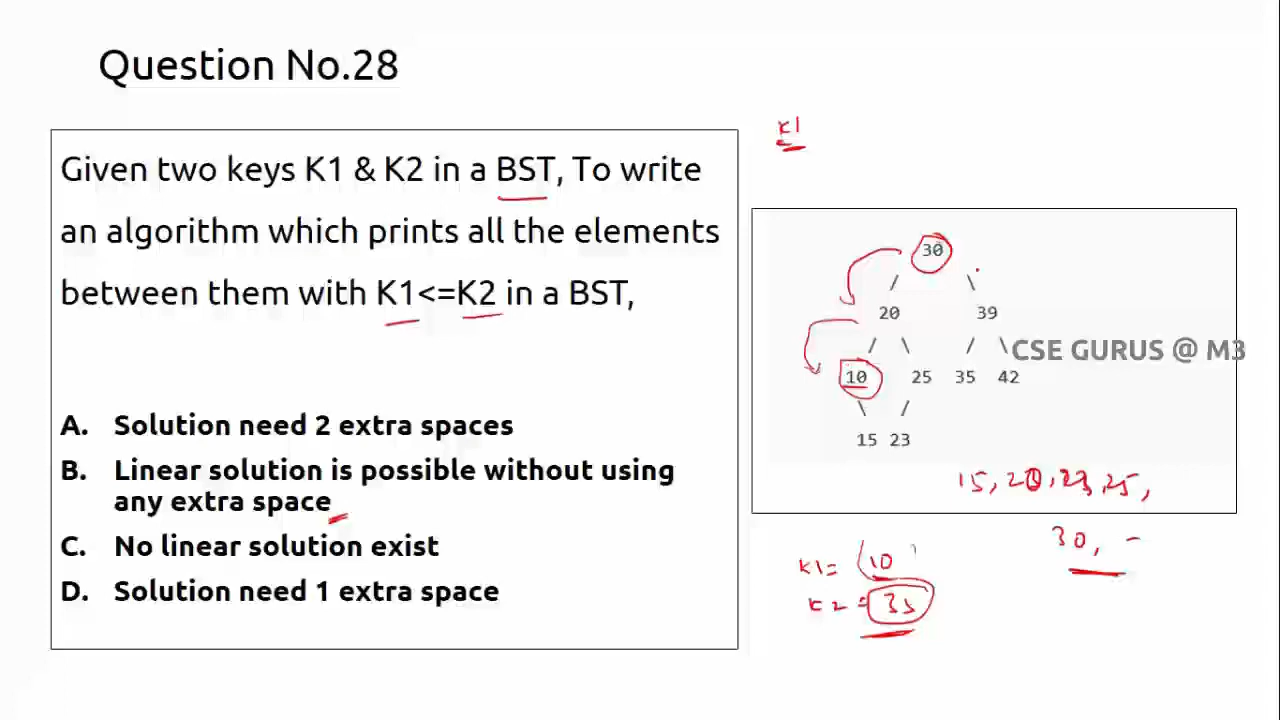 Question No.28
Given two keys K1 & K2 in a BST, To write
an algorithm which prints all the elements
between them with K1<=K2 in a BST,
A. Solution need 2 extra spaces
B. Linear solution is possible without using
any extra space
C. No linear solution exist
D. Solution need 1 extra space
K1
30
/ \
20 39
/ \ / \
CSE GURUS @ M3
10 25 35 42
\ /
15 23
15, 20, 23, 25,
30, -
K1= 10
K2 = 35